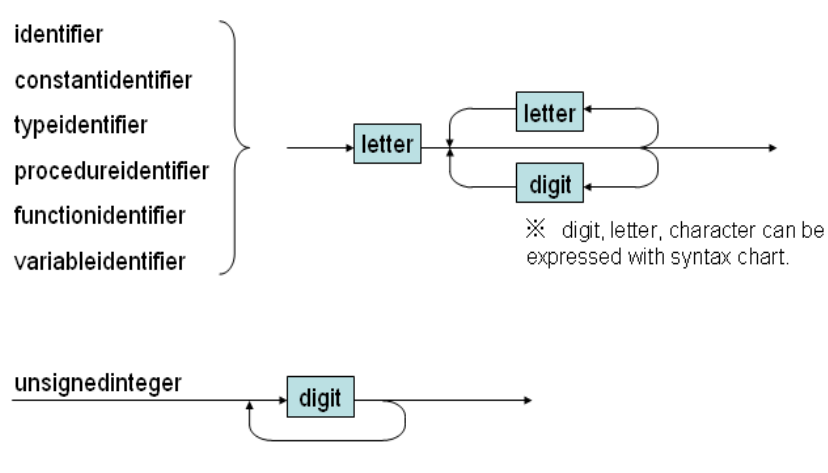 identifier
constantidentifier
typeidentifier
procedureidentifier
functionidentifier
variableidentifier
letter
letter
digit
※ digit, letter, character can be
expressed with syntax chart.
unsignedinteger
digit